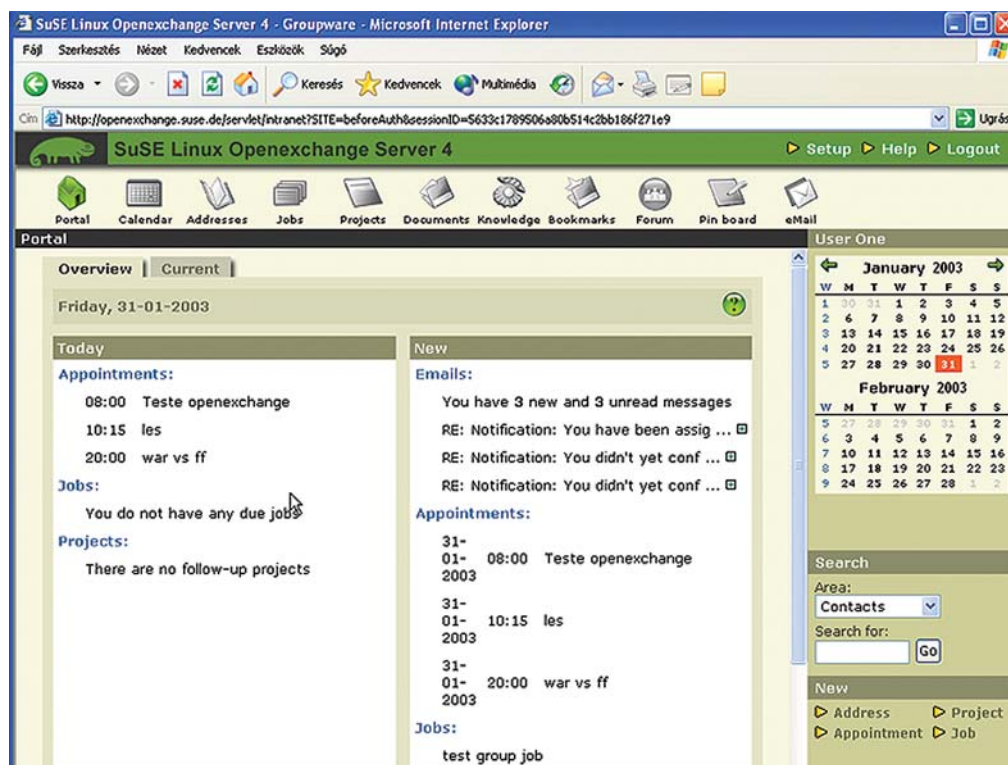 SuSE Linux Openexchange Server 4 - Groupware - Microsoft Internet Explorer
Fájl Szerkesztés Nézet Kedvencek Eszközök Súgó
Vissza Keresés Kedvencek Multimédia
Cím http://openexchange.suse.de/servlet/intranet?SITE=beforeAuth&sessionID=5633c1789506a80b514c2bb186f271e9 Ugrás
SuSE Linux Openexchange Server 4 Setup Help Logout
Portal Calendar Addresses Jobs Projects Documents Knowledge Bookmarks Forum Pin board eMail
Portal
Overview Current
Friday, 31-01-2003
Today
Appointments:
08:00 Teste openexchange
10:15 les
20:00 war vs ff
Jobs:
You do not have any due jobs
Projects:
There are no follow-up projects
New
Emails:
You have 3 new and 3 unread messages
RE: Notification: You have been assig ...
RE: Notification: You didn't yet conf ...
RE: Notification: You didn't yet conf ...
Appointments:
31-
01- 08:00 Teste openexchange
2003
31-
01- 10:15 les
2003
31-
01- 20:00 war vs ff
2003
Jobs:
test group job
User One
January 2003
W M T W T F S S
1 30 31 1 2 3 4 5
2 6 7 8 9 10 11 12
3 13 14 15 16 17 18 19
4 20 21 22 23 24 25 26
5 27 28 29 30 31 1 2
February 2003
W M T W T F S S
5 27 28 29 30 31 1 2
6 3 4 5 6 7 8 9
7 10 11 12 13 14 15 16
8 17 18 19 20 21 22 23
9 24 25 26 27 28 1 2
Search
Area:
Contacts
Search for:
Go
New
Address Project
Appointment Job